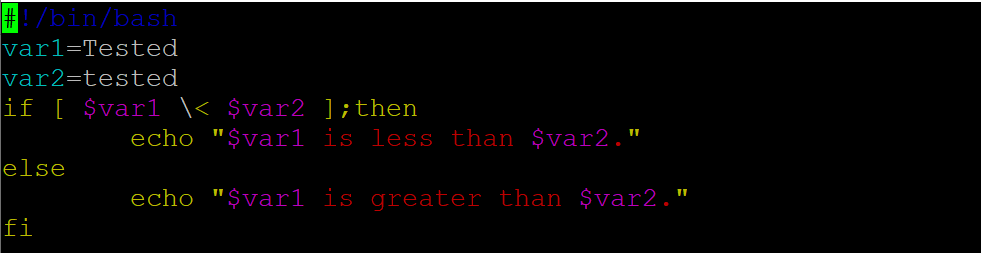 #!/bin/bash
var1=Tested
var2=tested
if [ $var1 \< $var2 ];then
        echo "$var1 is less than $var2."
else
        echo "$var1 is greater than $var2."
fi